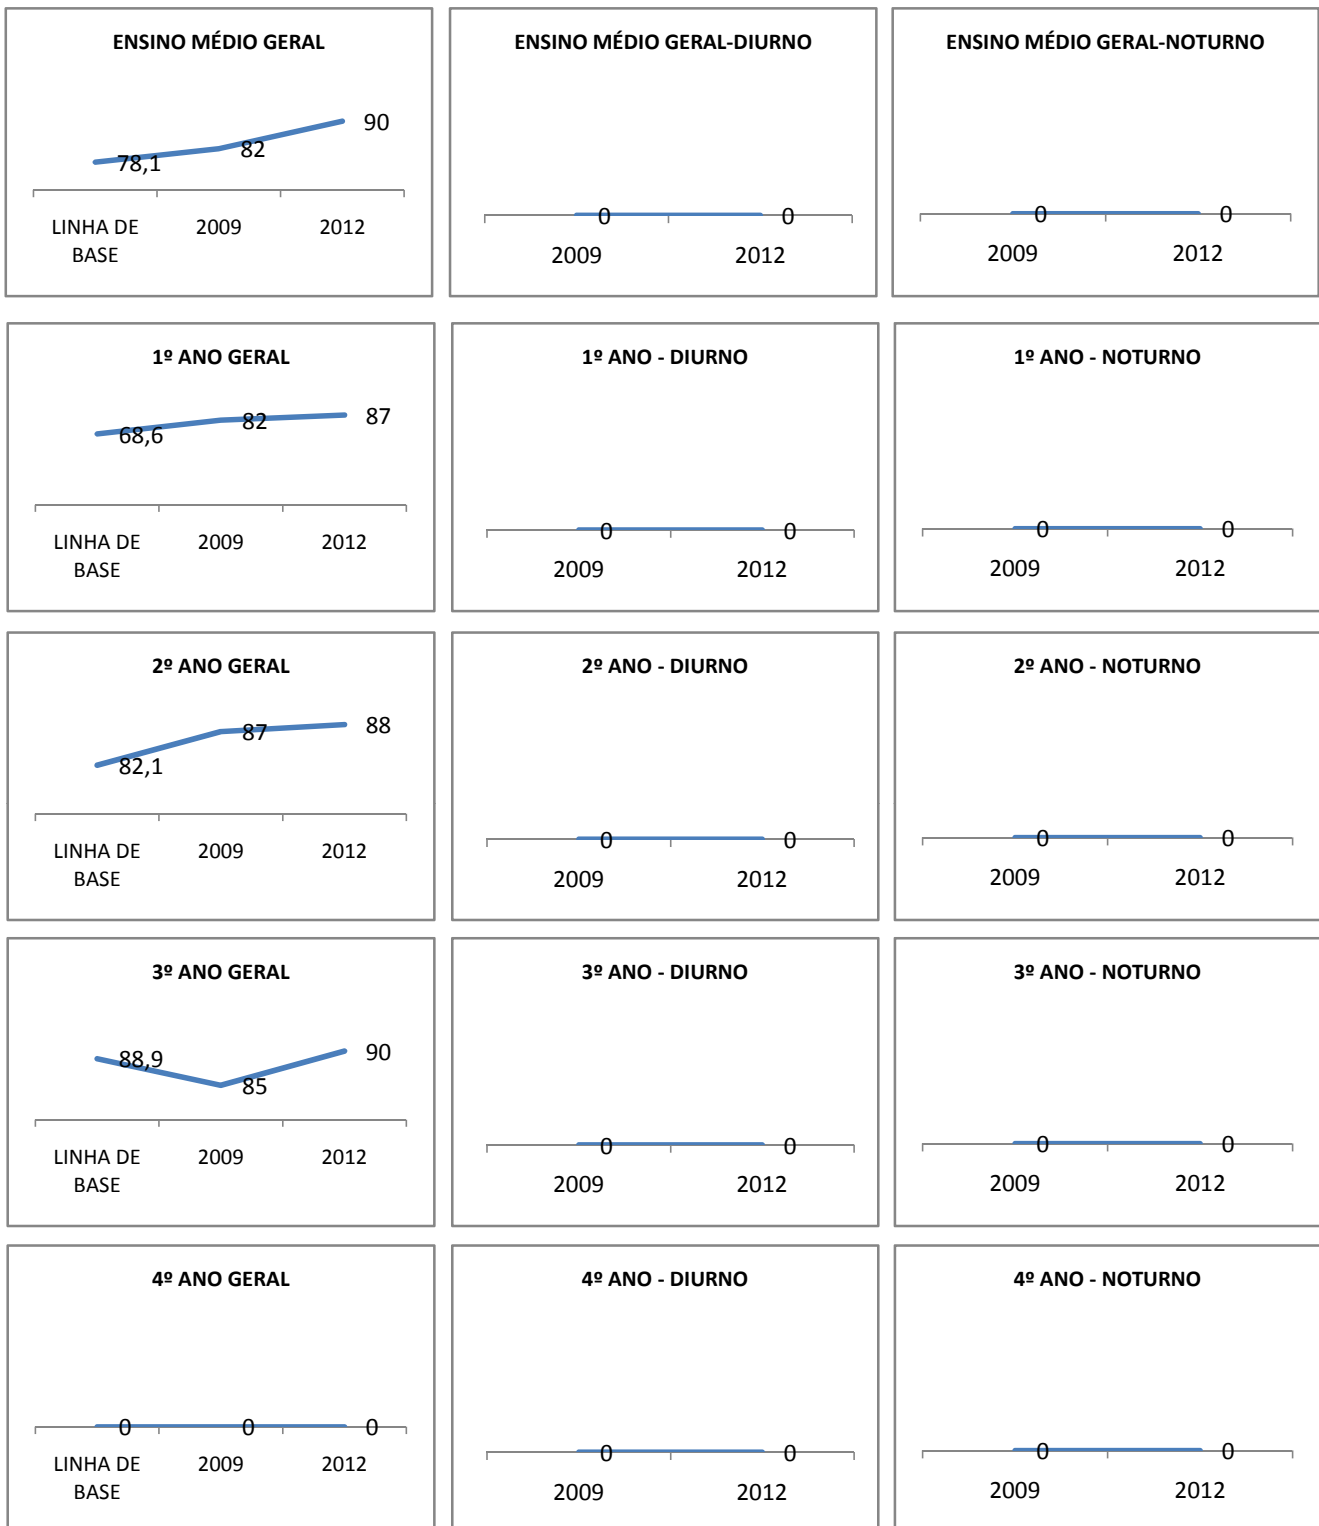 ENSINO MÉDIO GERAL
78,1
82
90
LINHA DE
BASE
2009
2012
ENSINO MÉDIO GERAL-DIURNO
0
0
2009
2012
ENSINO MÉDIO GERAL-NOTURNO
0
0
2009
2012
1º ANO GERAL
68,6
82
87
LINHA DE
BASE
2009
2012
1º ANO - DIURNO
0
0
2009
2012
1º ANO - NOTURNO
0
0
2009
2012
2º ANO GERAL
82,1
87
88
LINHA DE
BASE
2009
2012
2º ANO - DIURNO
0
0
2009
2012
2º ANO - NOTURNO
0
0
2009
2012
3º ANO GERAL
88,9
85
90
LINHA DE
BASE
2009
2012
3º ANO - DIURNO
0
0
2009
2012
3º ANO - NOTURNO
0
0
2009
2012
4º ANO GERAL
0
0
0
LINHA DE
BASE
2009
2012
4º ANO - DIURNO
0
0
2009
2012
4º ANO - NOTURNO
0
0
2009
2012